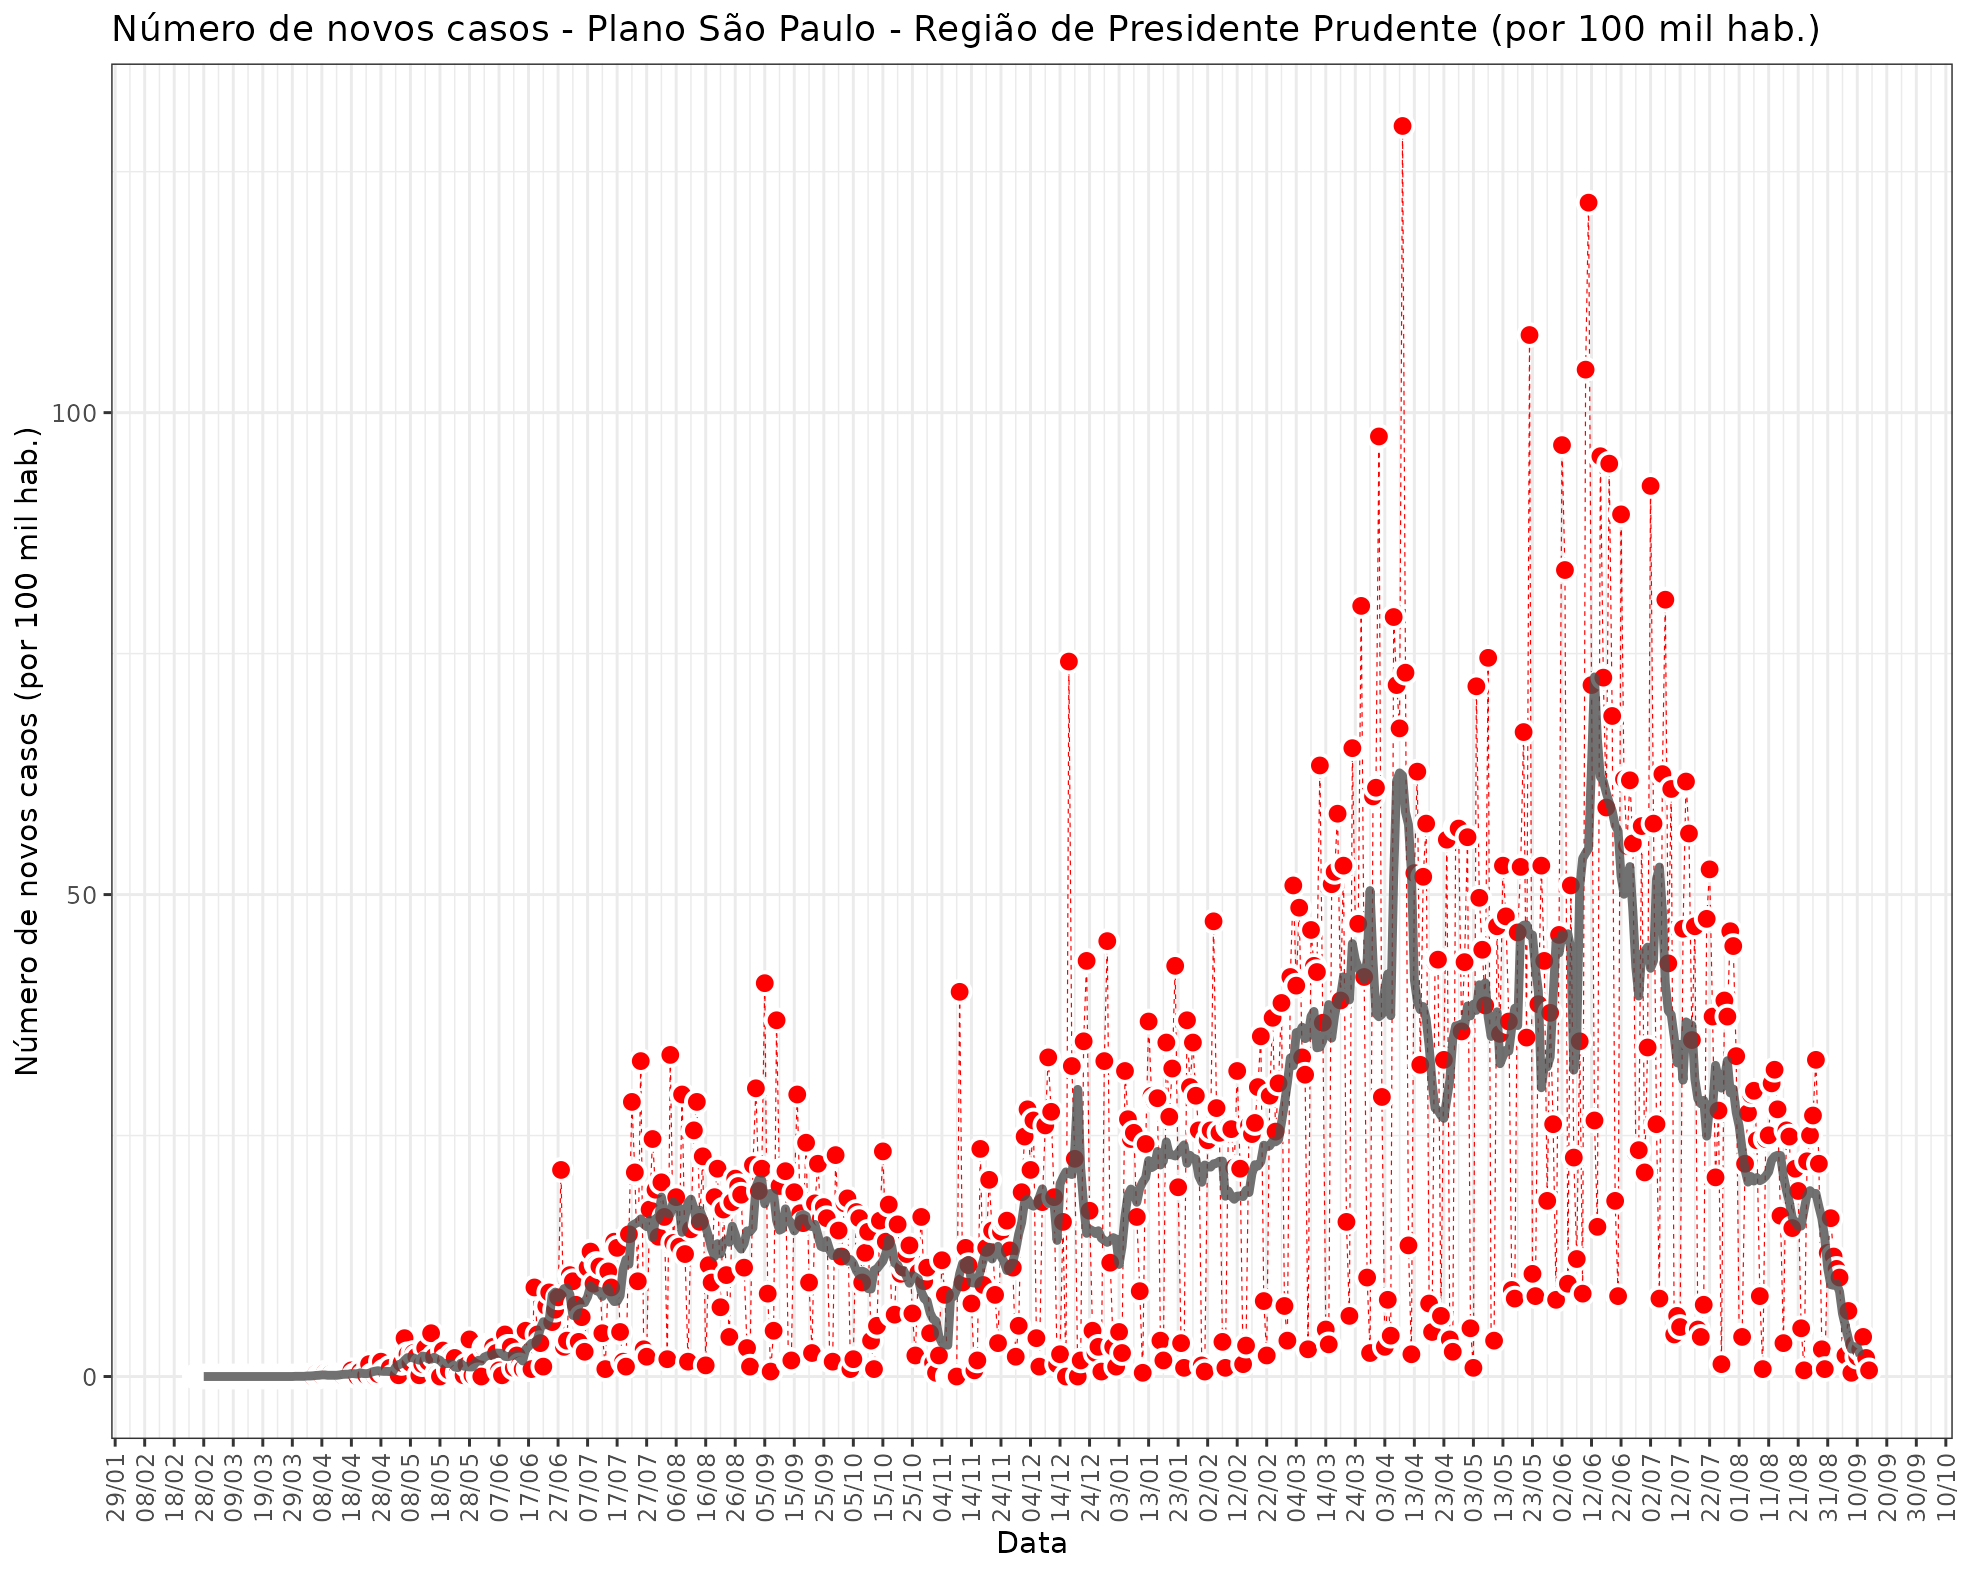 Número de novos casos - Plano São Paulo - Região de Presidente Prudente (por 100 mil hab.)
Número de novos casos (por 100 mil hab.)
100
50
0
29/01 08/02 18/02 28/02 09/03 19/03 29/03 08/04 18/04 28/04 08/05 18/05 28/05 07/06 17/06 27/06 07/07 17/07 27/07 06/08 16/08 26/08 05/09 15/09 25/09 05/10 15/10 25/10 04/11 14/11 24/11 04/12 14/12 24/12 03/01 13/01 23/01 02/02 12/02 22/02 04/03 14/03 24/03 03/04 13/04 23/04 03/05 13/05 23/05 02/06 12/06 22/06 02/07 12/07 22/07 01/08 11/08 21/08 31/08 10/09 20/09 30/09 10/10
Data